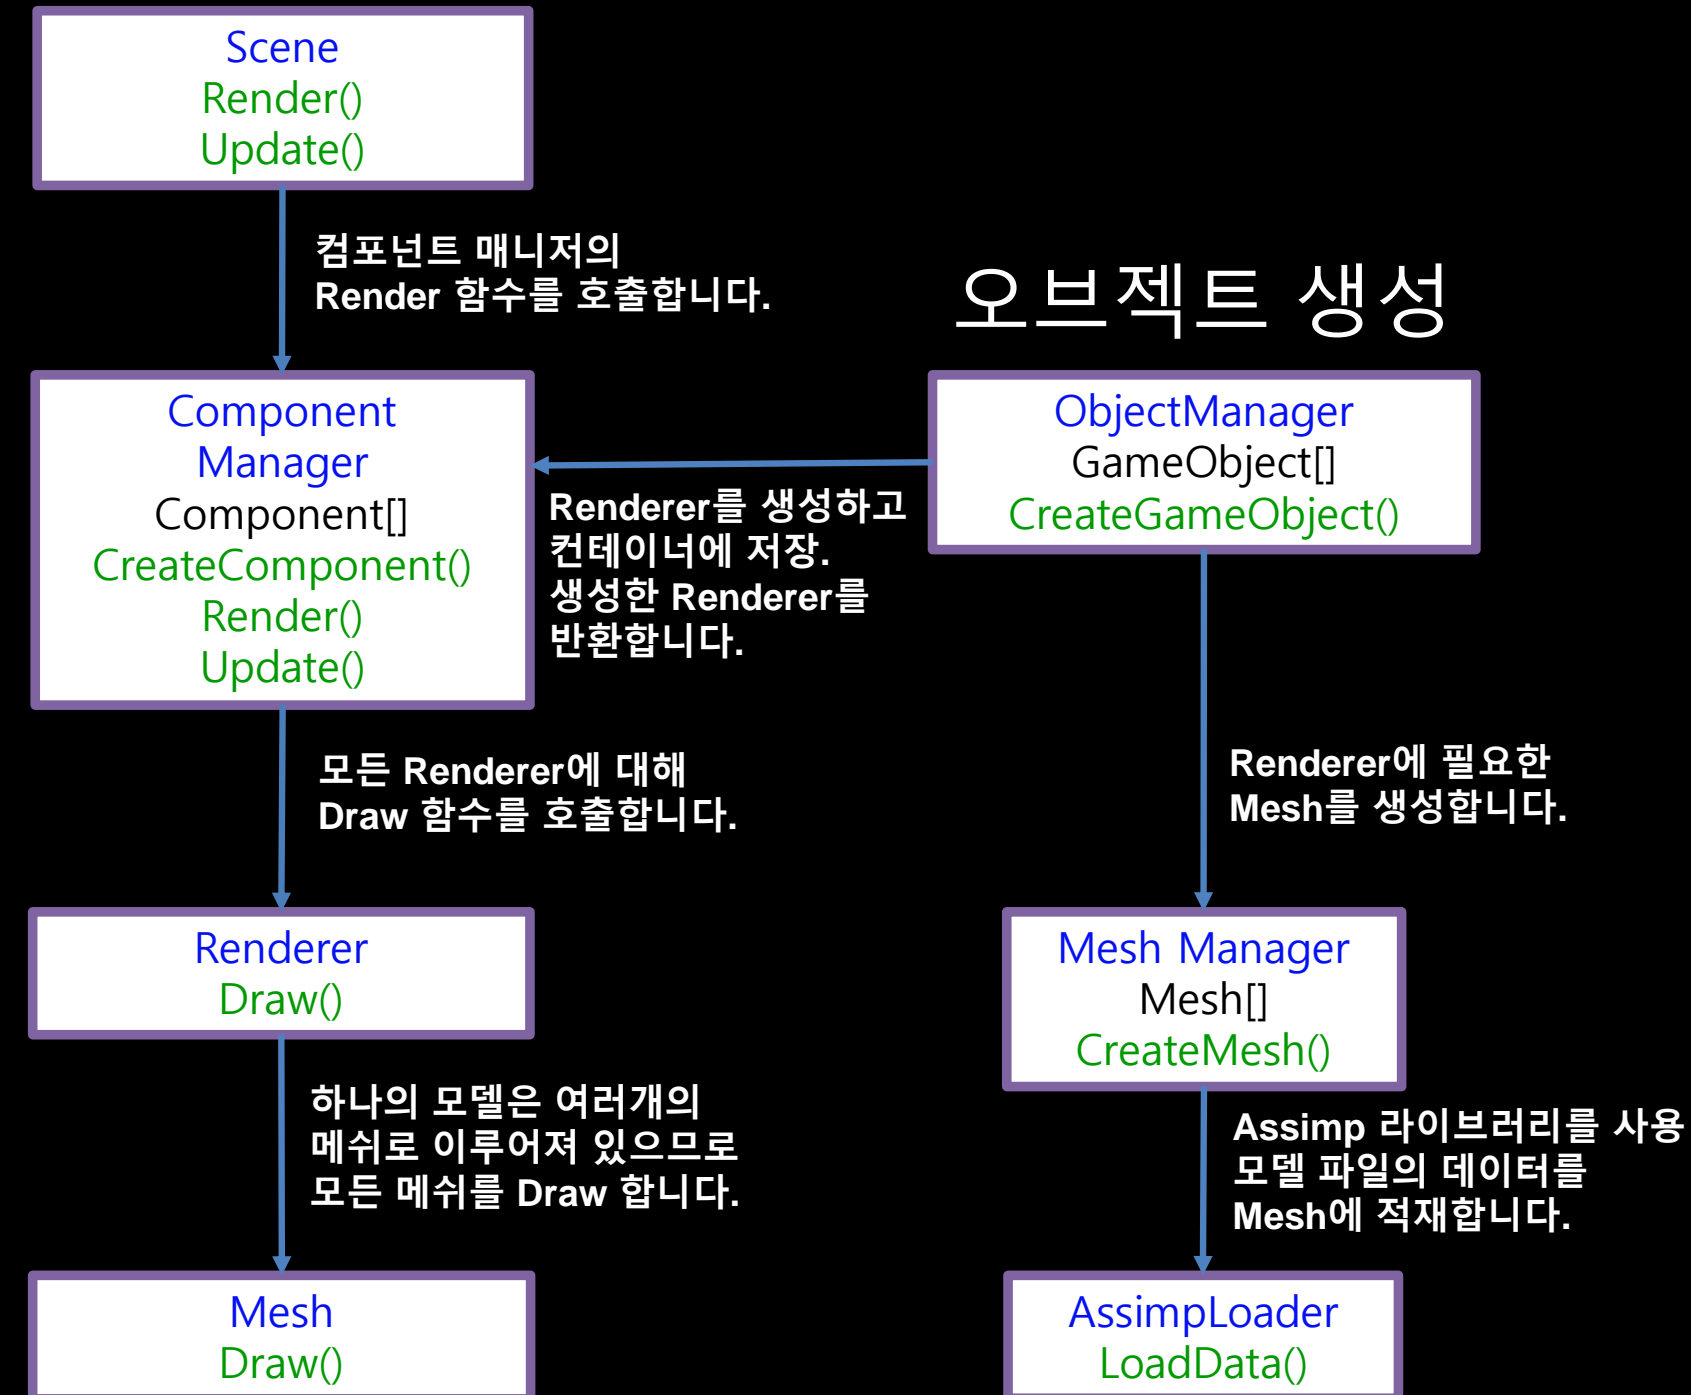 Scene
Render()
Update()
컴포넌트 매니저의
Render 함수를 호출합니다.
오브젝트 생성
Component
Manager
Component[]
CreateComponent()
Render()
Update()
Renderer를 생성하고
컨테이너에 저장.
생성한 Renderer를
반환합니다.
ObjectManager
GameObject[]
CreateGameObject()
모든 Renderer에 대해
Draw 함수를 호출합니다.
Renderer에 필요한
Mesh를 생성합니다.
Renderer
Draw()
Mesh Manager
Mesh[]
CreateMesh()
하나의 모델은 여러개의
메쉬로 이루어져 있으므로
모든 메쉬를 Draw 합니다.
Assimp 라이브러리를 사용
모델 파일의 데이터를
Mesh에 적재합니다.
Mesh
Draw()
AssimpLoader
LoadData()